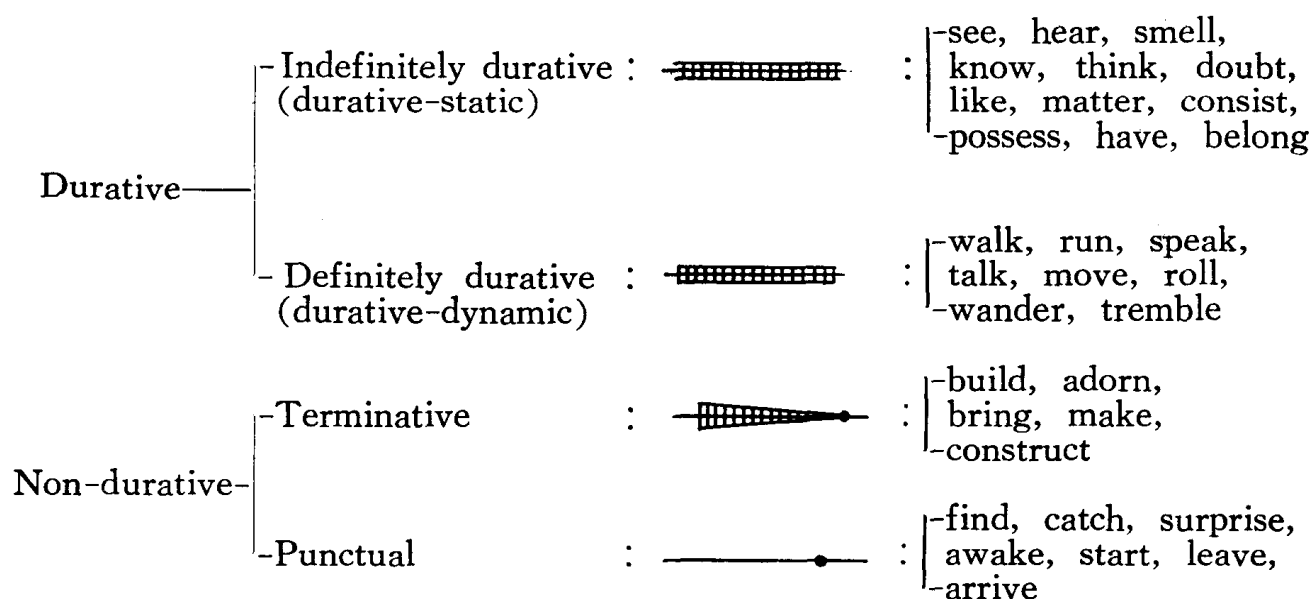 Durative
- Indefinitely durative :
(durative-static)
: -see, hear, smell,
know, think, doubt,
like, matter, consist,
-possess, have, belong
- Definitely durative :
(durative-dynamic)
: -walk, run, speak,
talk, move, roll,
-wander, tremble
Non-durative-
-Terminative :
: -build, adorn,
bring, make,
-construct
-Punctual :
: -find, catch, surprise,
awake, start, leave,
-arrive